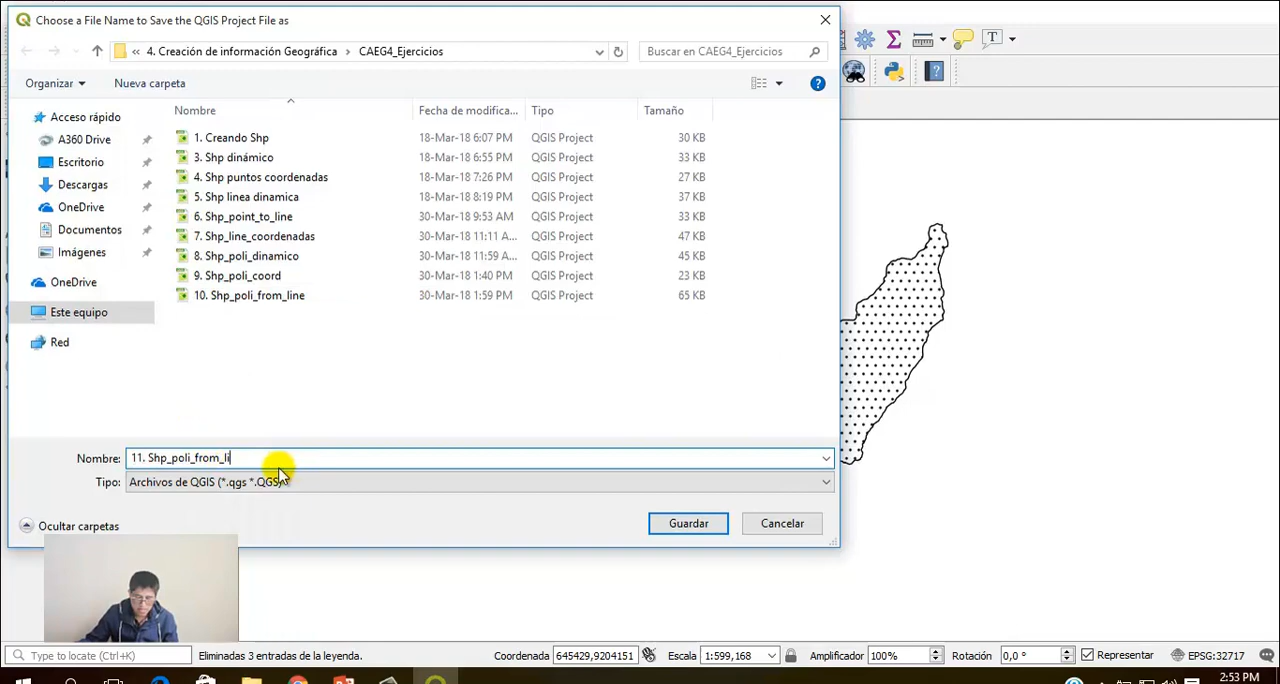 Choose a File Name to Save the QGIS Project File as
« 4. Creación de información Geográfica > CAEG4_Ejercicios
Buscar en CAEG4_Ejercicios
Organizar
Nueva carpeta
Nombre
Fecha de modifica...
Tipo
Tamaño
Acceso rápido
A360 Drive
Escritorio
Descargas
OneDrive
Documentos
Imágenes
OneDrive
Este equipo
Red
1. Creando Shp 18-Mar-18 6:07 PM QGIS Project 30 KB
3. Shp dinámico 18-Mar-18 6:55 PM QGIS Project 33 KB
4. Shp puntos coordenadas 18-Mar-18 7:26 PM QGIS Project 27 KB
5. Shp linea dinamica 18-Mar-18 8:19 PM QGIS Project 37 KB
6. Shp_point_to_line 30-Mar-18 9:53 AM QGIS Project 33 KB
7. Shp_line_coordenadas 30-Mar-18 11:11 A... QGIS Project 47 KB
8. Shp_poli_dinamico 30-Mar-18 11:59 A... QGIS Project 45 KB
9. Shp_poli_coord 30-Mar-18 1:40 PM QGIS Project 23 KB
10. Shp_poli_from_line 30-Mar-18 1:59 PM QGIS Project 65 KB
Nombre: 11. Shp_poli_from_li
Tipo: Archivos de QGIS (*.qgs *.QGS)
Ocultar carpetas
Guardar
Cancelar
Type to locate (Ctrl+K) Eliminadas 3 entradas de la leyenda. Coordenada 645429,9204151 Escala 1:599,168 Amplificador 100% Rotación 0,0 ° Representar EPSG:32717
2:53 PM